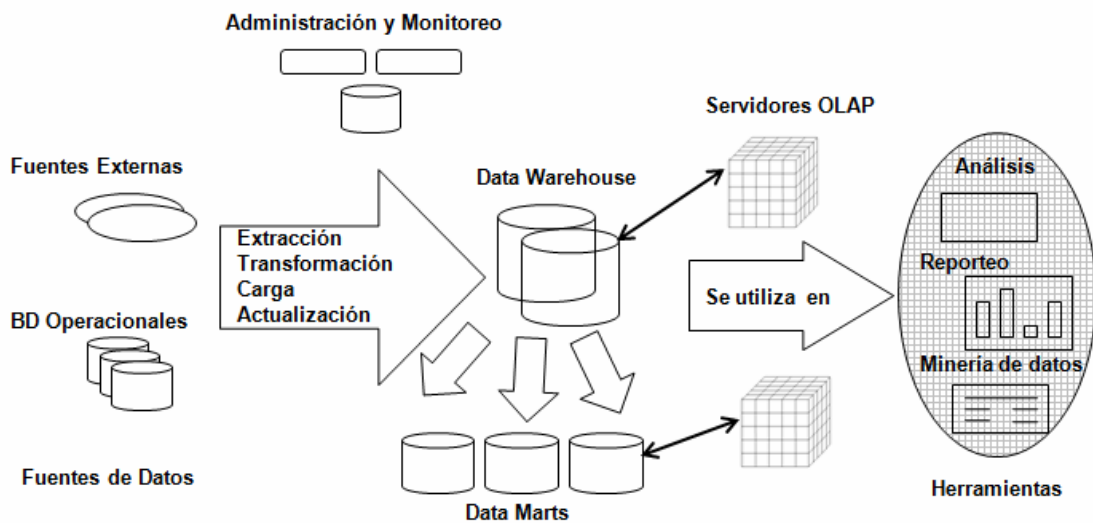 Administración y Monitoreo
Servidores OLAP
Fuentes Externas
Data Warehouse
Análisis
Extracción
Transformación
Carga
Actualización
Reporteo
Se utiliza en
BD Operacionales
Minería de datos
Fuentes de Datos
Data Marts
Herramientas